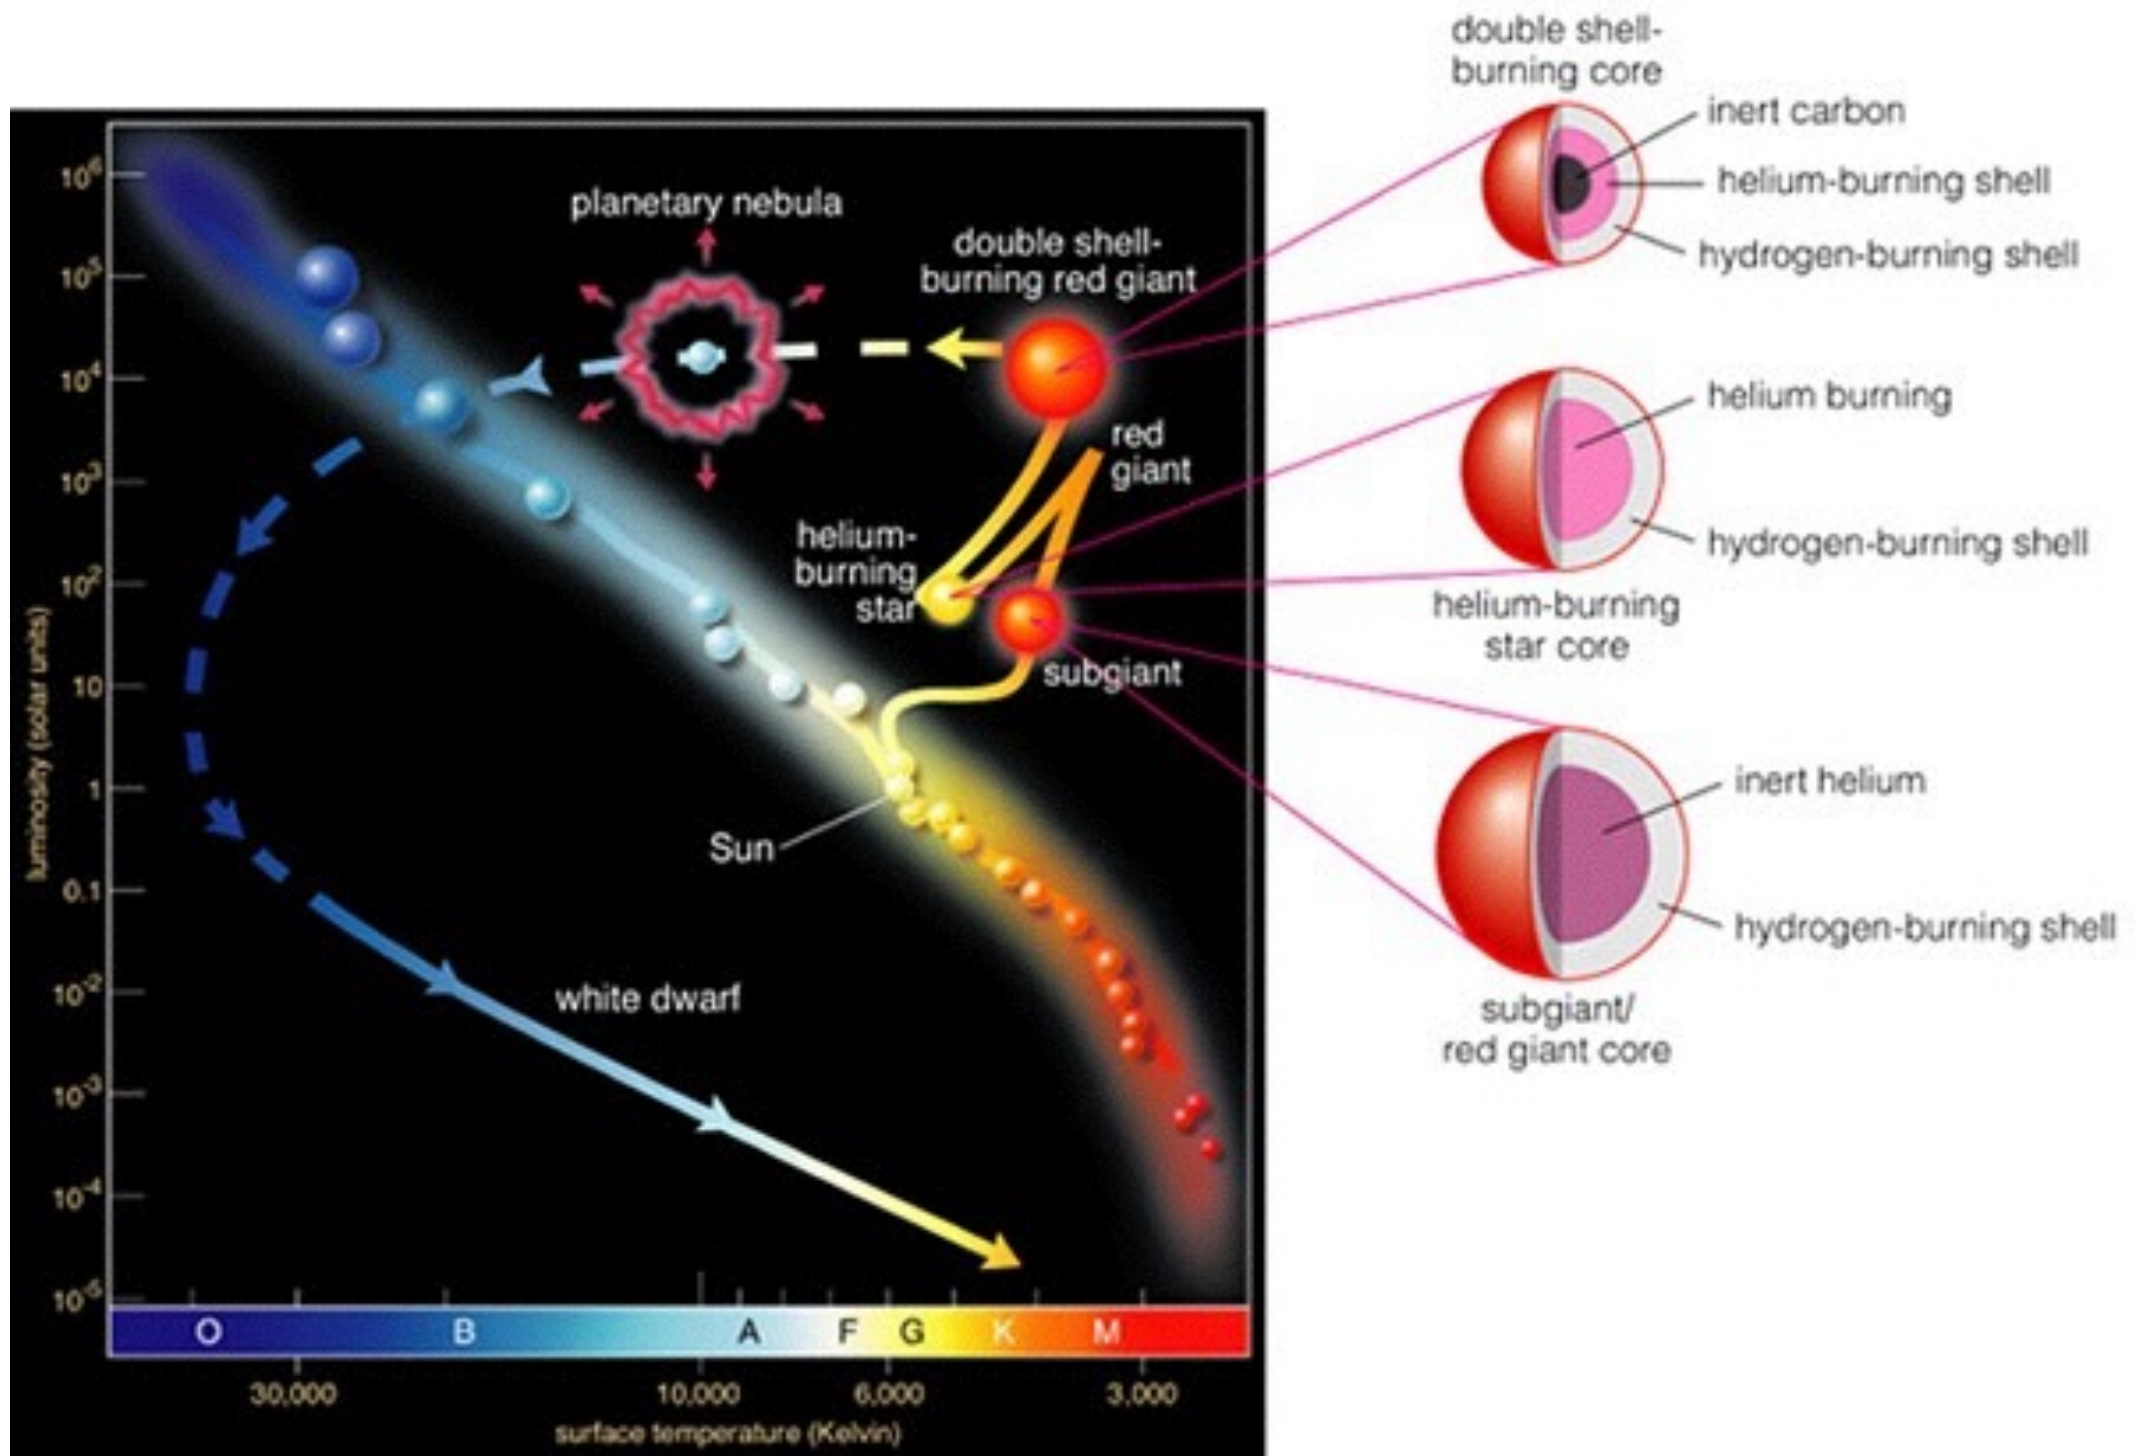 double shell-
burning core
inert carbon
helium-burning shell
hydrogen-burning shell
planetary nebula
double shell-
burning red giant
red
giant
helium-
burning
star
subgiant
Sun
white dwarf
helium burning
hydrogen-burning shell
helium-burning
star core
inert helium
hydrogen-burning shell
subgiant/
red giant core
luminosity (solar units)
10⁶
10⁵
10⁴
10³
10²
10
1
0.1
10⁻²
10⁻³
10⁻⁴
10⁻⁵
O B A F G K M
30,000 10,000 6,000 3,000
surface temperature (Kelvin)